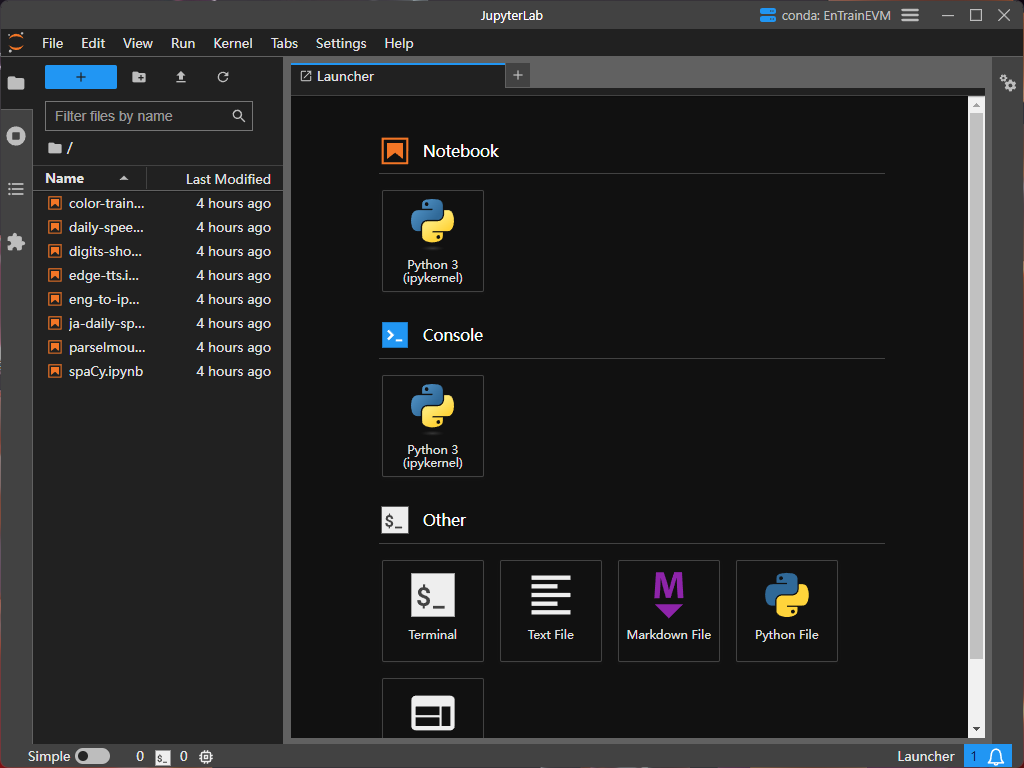 JupyterLab
conda: EnTrainEVM
File Edit View Run Kernel Tabs Settings Help
+
Launcher
+
Filter files by name
/
Name Last Modified
color-train... 4 hours ago
daily-spee... 4 hours ago
digits-sho... 4 hours ago
edge-tts.i... 4 hours ago
eng-to-ip... 4 hours ago
ja-daily-sp... 4 hours ago
parselmou... 4 hours ago
spaCy.ipynb 4 hours ago
Notebook
Python 3
(ipykernel)
Console
Python 3
(ipykernel)
$_ Other
$_
Terminal
Text File
M
Markdown File
Python File
Simple 0 $_ 0
Launcher 1